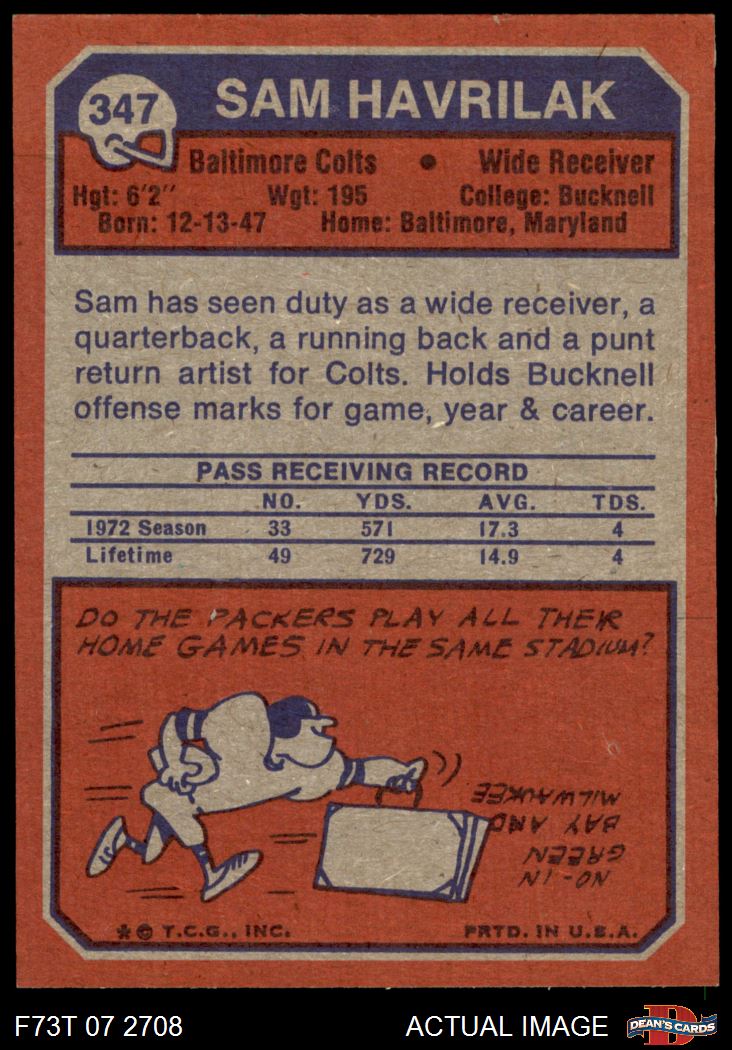 347
SAM HAVRILAK
Baltimore Colts • Wide Receiver
Hgt: 6'2" Wgt: 195 College: Bucknell
Born: 12-13-47 Home: Baltimore, Maryland
Sam has seen duty as a wide receiver, a
quarterback, a running back and a punt
return artist for Colts. Holds Bucknell
offense marks for game, year & career.
PASS RECEIVING RECORD
NO. YDS. AVG. TDS.
1972 Season 33 571 17.3 4
Lifetime 49 729 14.9 4
DO THE PACKERS PLAY ALL THEIR
HOME GAMES IN THE SAME STADIUM?
NO-IN
GREEN
BAY AND
MILWAUKEE
*© T.C.G., INC. PRTD. IN U.S.A.
F73T 07 2708 ACTUAL IMAGE DEAN'S CARDS